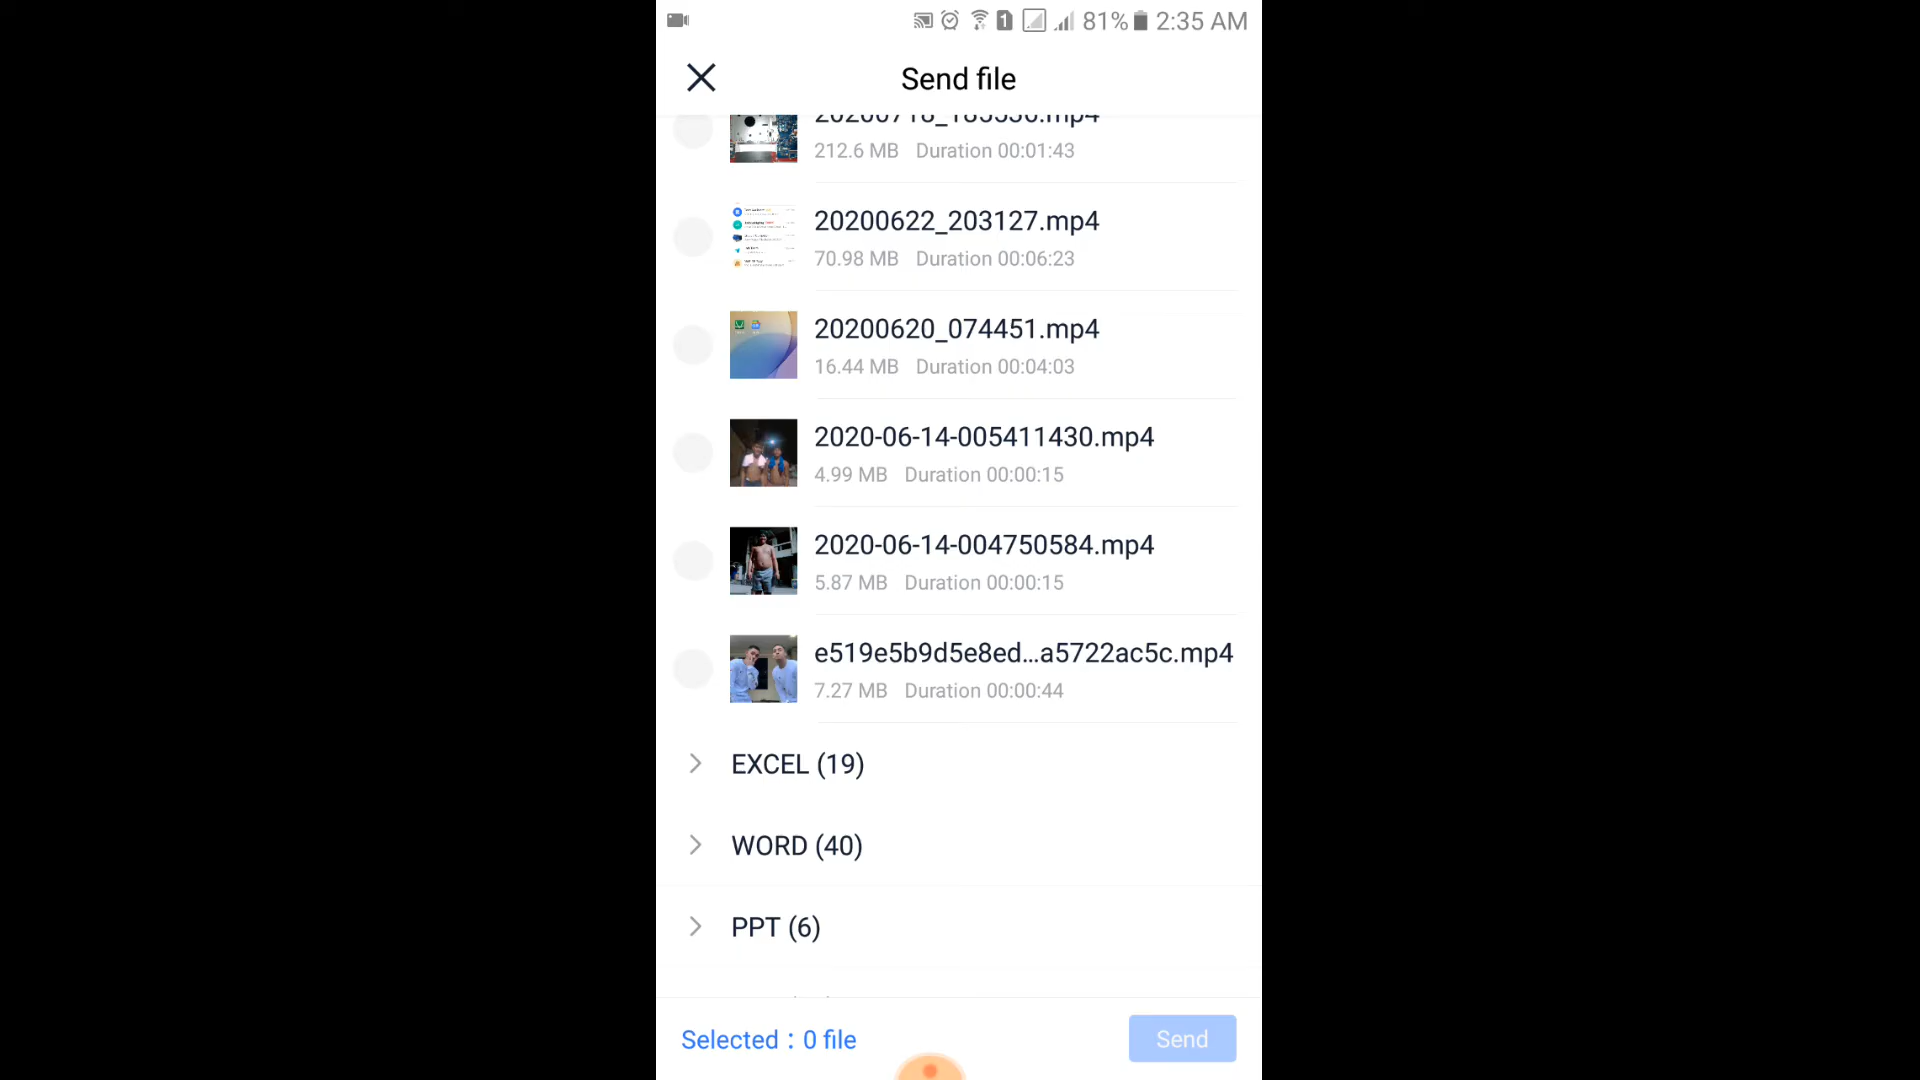 1 81% 2:35 AM
Send file
20200718_185530.mp4
212.6 MB Duration 00:01:43
20200622_203127.mp4
70.98 MB Duration 00:06:23
20200620_074451.mp4
16.44 MB Duration 00:04:03
2020-06-14-005411430.mp4
4.99 MB Duration 00:00:15
2020-06-14-004750584.mp4
5.87 MB Duration 00:00:15
e519e5b9d5e8ed...a5722ac5c.mp4
7.27 MB Duration 00:00:44
EXCEL (19)
WORD (40)
PPT (6)
Selected : 0 file
Send